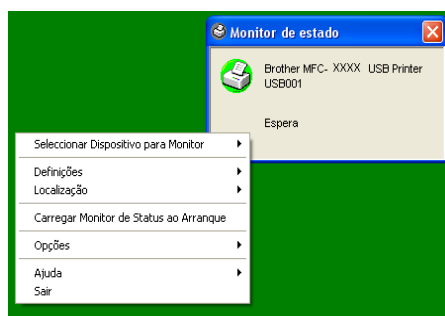 Monitor de estado
Brother MFC- XXXX USB Printer
USB001
Espera
Seleccionar Dispositivo para Monitor
Definições
Localização
Carregar Monitor de Status ao Arranque
Opções
Ajuda
Sair